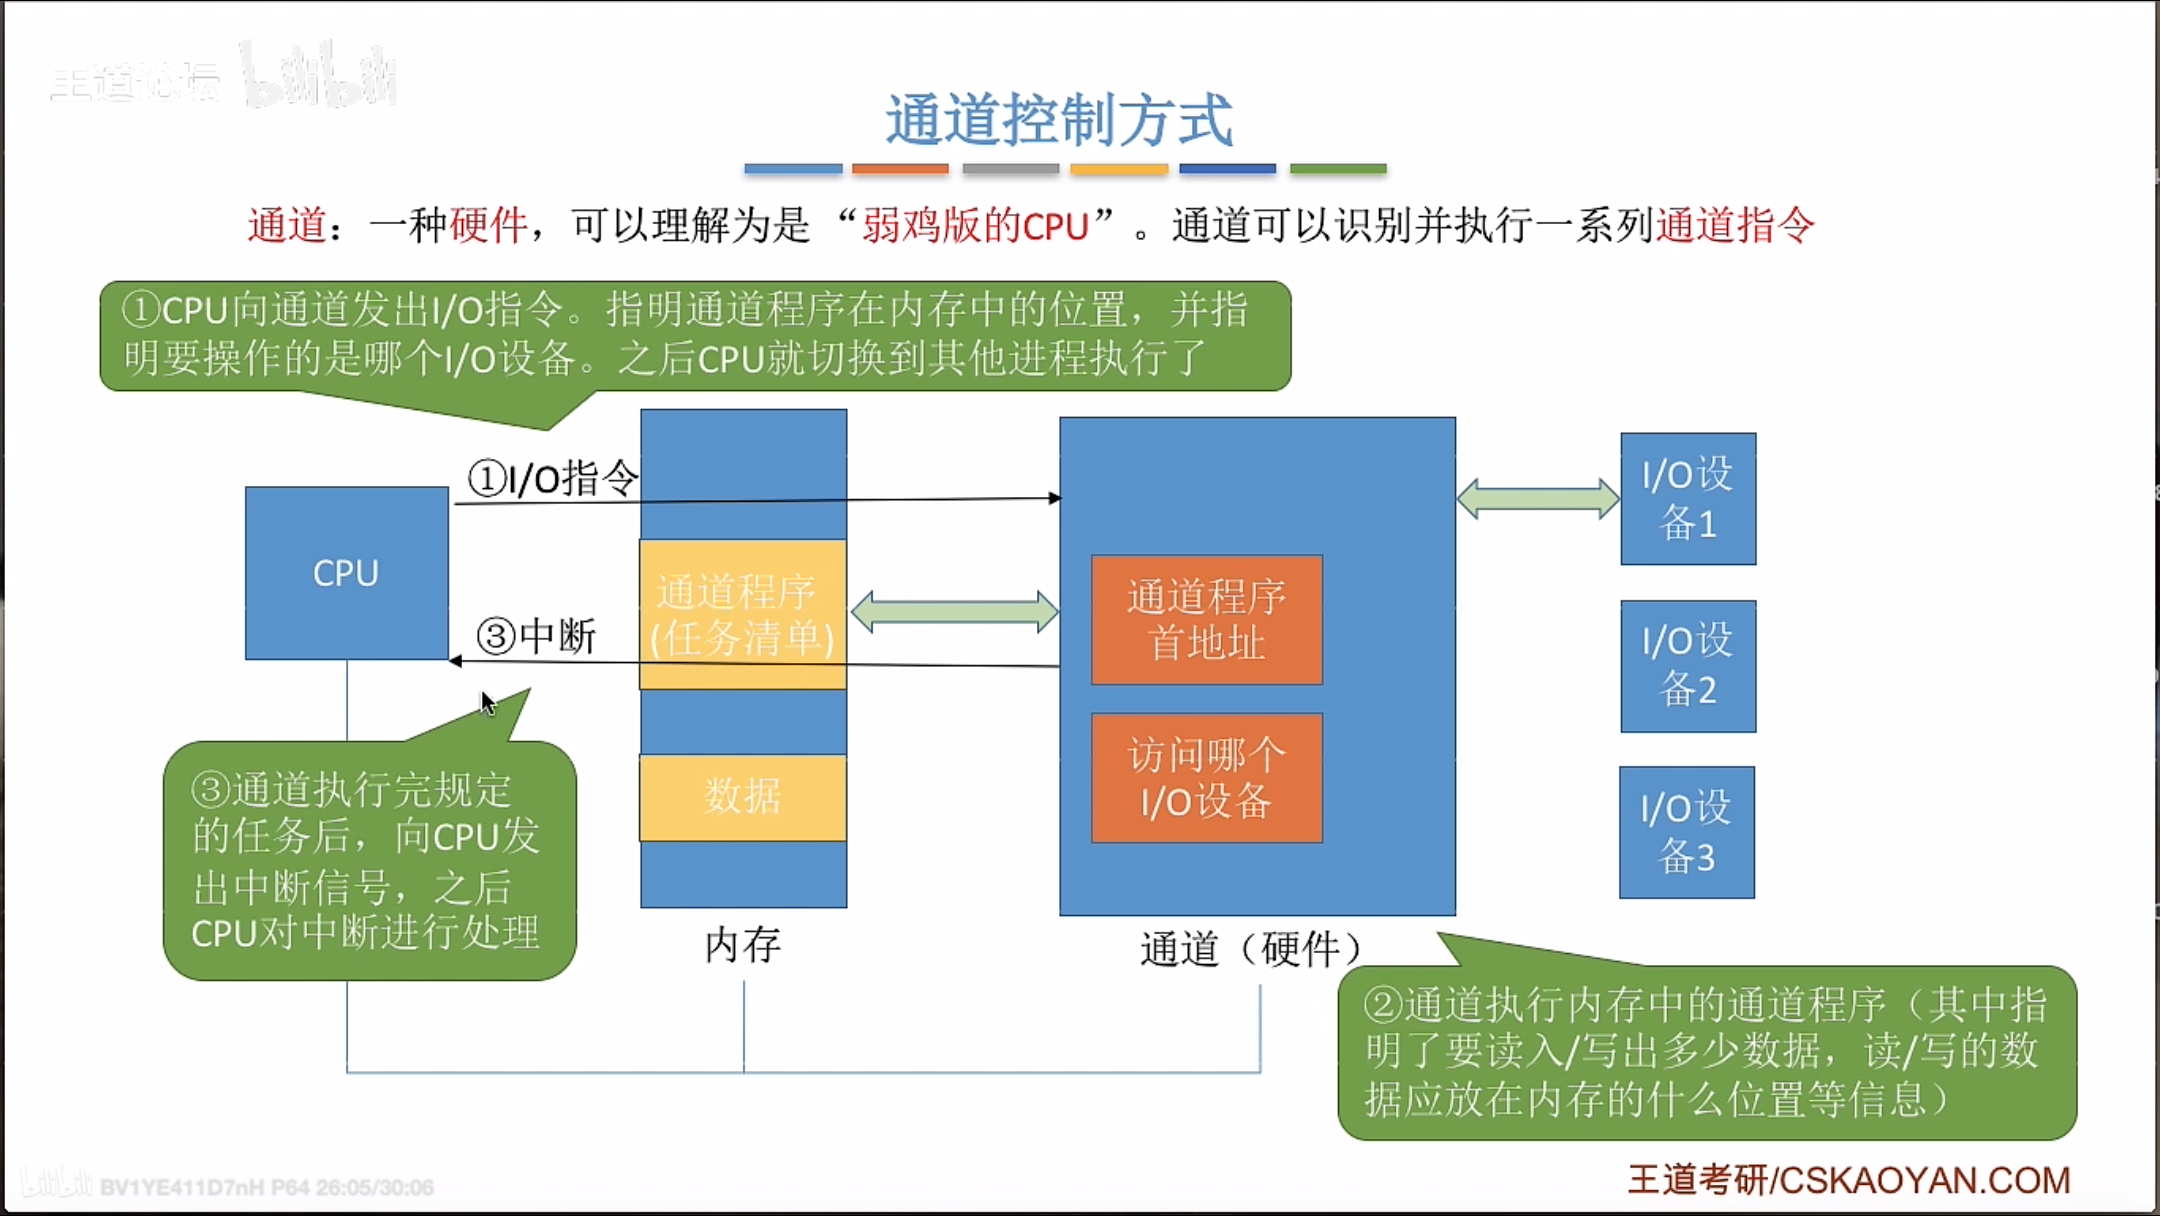 王道论坛 bilibili
通道控制方式
通道：一种硬件，可以理解为是“弱鸡版的CPU”。通道可以识别并执行一系列通道指令
①CPU向通道发出I/O指令。指明通道程序在内存中的位置，并指
明要操作的是哪个I/O设备。之后CPU就切换到其他进程执行了
①I/O指令
CPU
③中断
通道程序
(任务清单)
数据
内存
通道程序
首地址
访问哪个
I/O设备
通道（硬件）
I/O设
备1
I/O设
备2
I/O设
备3
③通道执行完规定
的任务后，向CPU发
出中断信号，之后
CPU对中断进行处理
②通道执行内存中的通道程序（其中指
明了要读入/写出多少数据，读/写的数
据应放在内存的什么位置等信息）
bilibili BV1YE411D7nH P64 26:05/30:06
王道考研/CSKAOYAN.COM